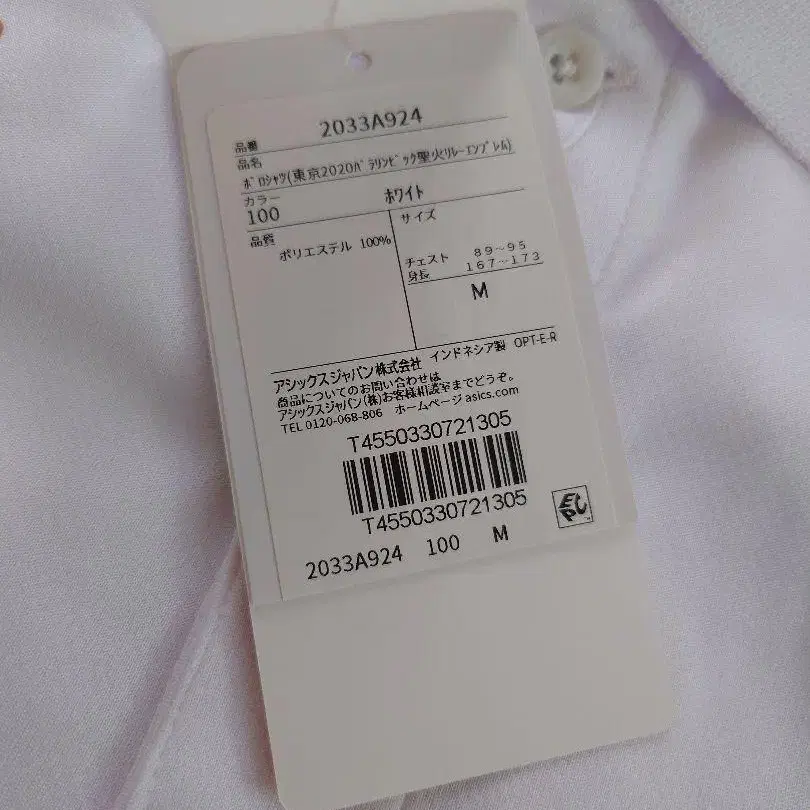 品番 2033A924
品名
ﾎﾟﾛｼｬﾂ(東京2020ﾊﾟﾗﾘﾝﾋﾟｯｸ聖火ﾘﾚｰｴﾝﾌﾞﾚﾑ)
カラー
100 ホワイト
品質
ポリエステル 100%
サイズ
チェスト 89～95
身長 167～173
M
アシックスジャパン株式会社 インドネシア製 OPT-E-R
商品についてのお問い合わせは
アシックスジャパン(株)お客様相談室までどうぞ。
TEL 0120-068-806 ホームページ asics.com
T4550330721305
T4550330721305
EPC
2033A924 100 M